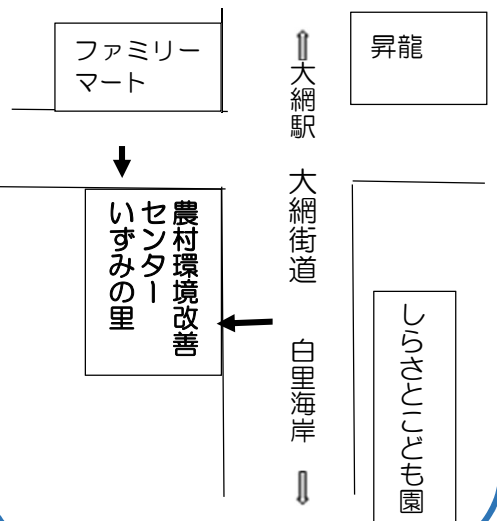 ファミリー
マート
昇龍
大網駅
大網街道
農村環境改善
センター
いずみの里
白里海岸
しらさとこども園